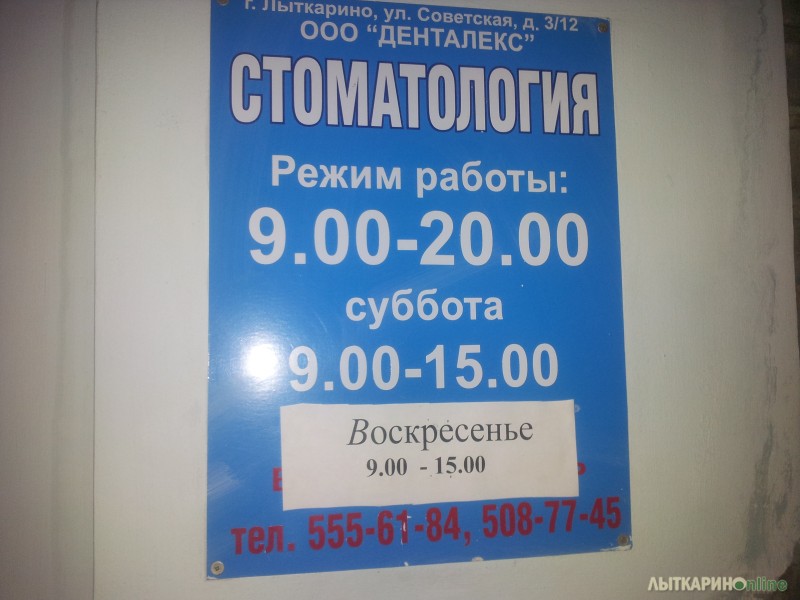 г. Лыткарино, ул. Советская, д. 3/12
ООО “ДЕНТАЛЕКС”
СТОМАТОЛОГИЯ
Режим работы:
9.00-20.00
суббота
9.00-15.00
Воскресенье
9.00 - 15.00
тел. 555-61-84, 508-77-45
ЛЫТКАРИНОonline